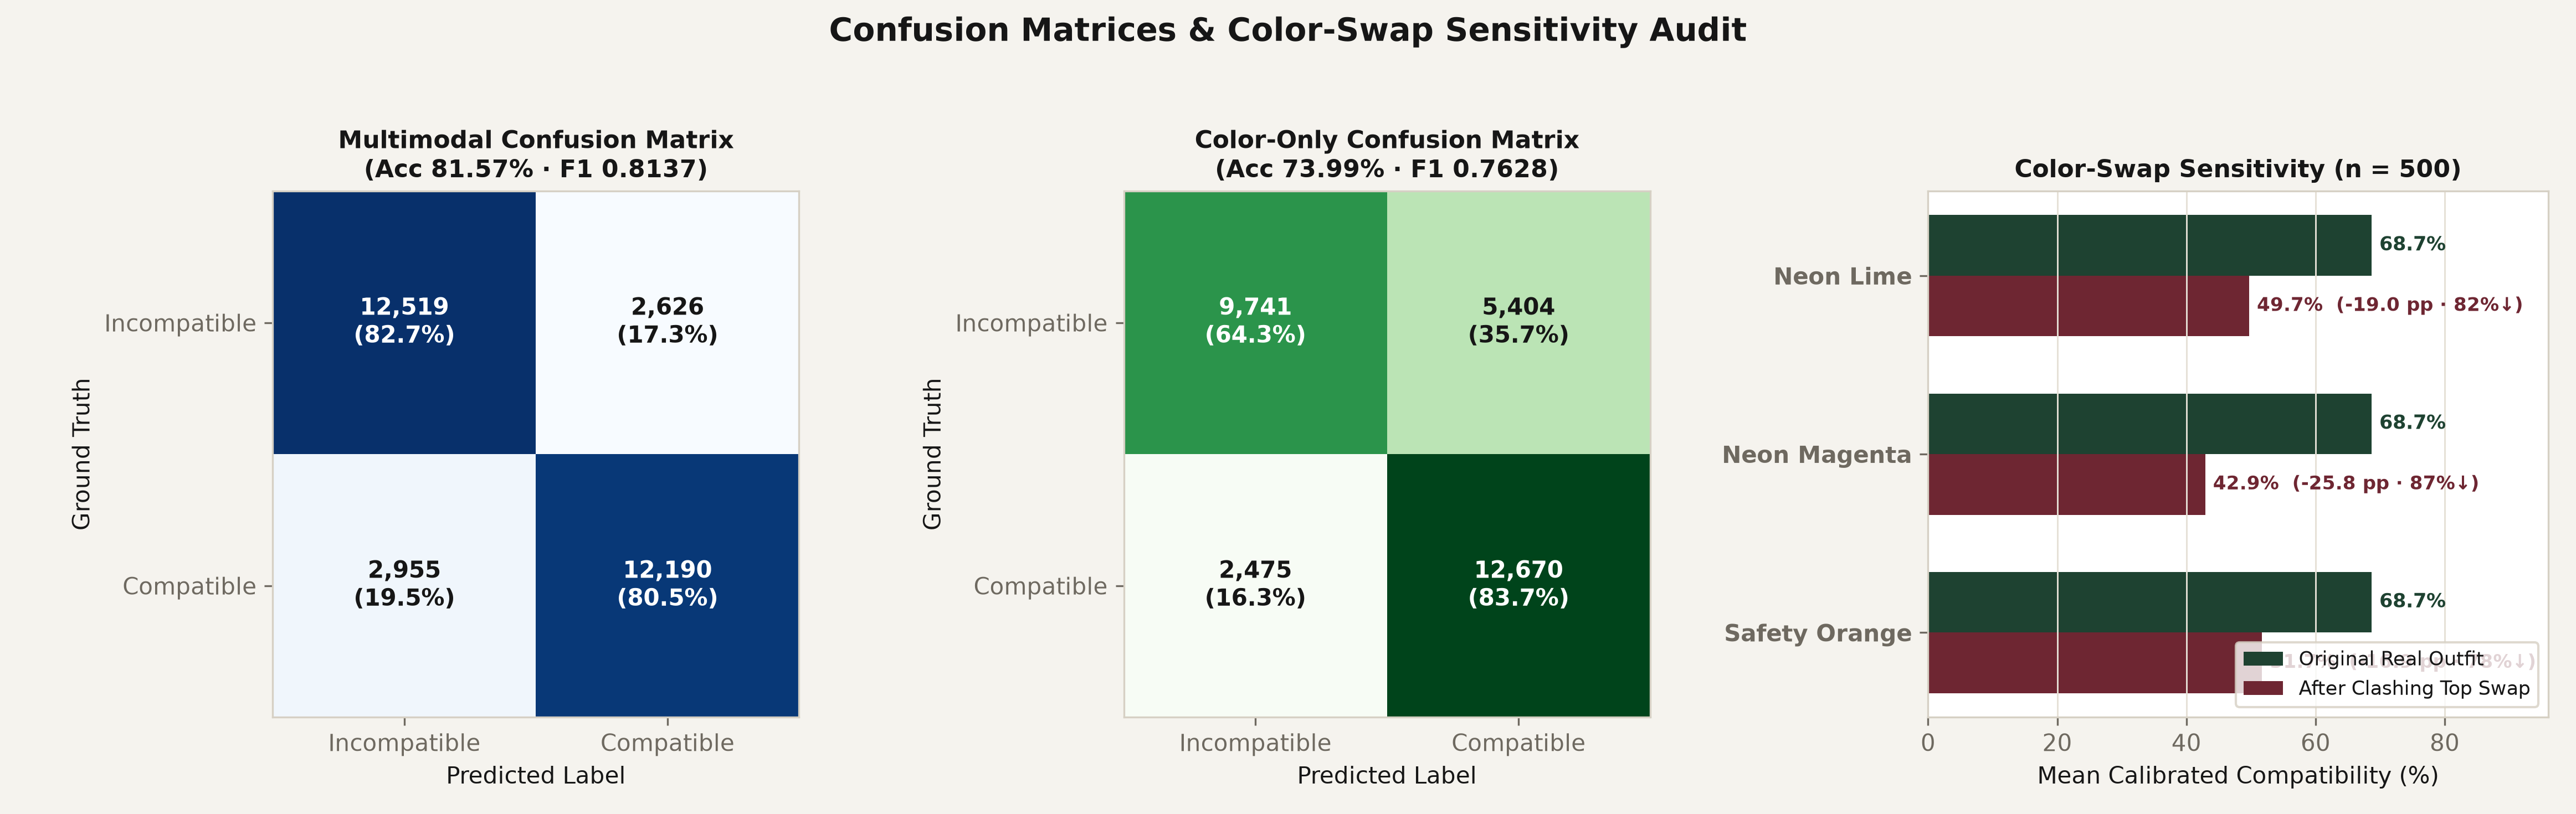 Confusion Matrices & Color-Swap Sensitivity Audit
Multimodal Confusion Matrix
(Acc 81.57% · F1 0.8137)
Ground Truth
Incompatible
Compatible
12,519
(82.7%)
2,626
(17.3%)
2,955
(19.5%)
12,190
(80.5%)
Incompatible
Compatible
Predicted Label
Color-Only Confusion Matrix
(Acc 73.99% · F1 0.7628)
Ground Truth
Incompatible
Compatible
9,741
(64.3%)
5,404
(35.7%)
2,475
(16.3%)
12,670
(83.7%)
Incompatible
Compatible
Predicted Label
Color-Swap Sensitivity (n = 500)
Neon Lime
68.7%
49.7% (-19.0 pp · 82%↓)
Neon Magenta
68.7%
42.9% (-25.8 pp · 87%↓)
Safety Orange
68.7%
78%↓)
Original Real Outfit
After Clashing Top Swap
0 20 40 60 80
Mean Calibrated Compatibility (%)